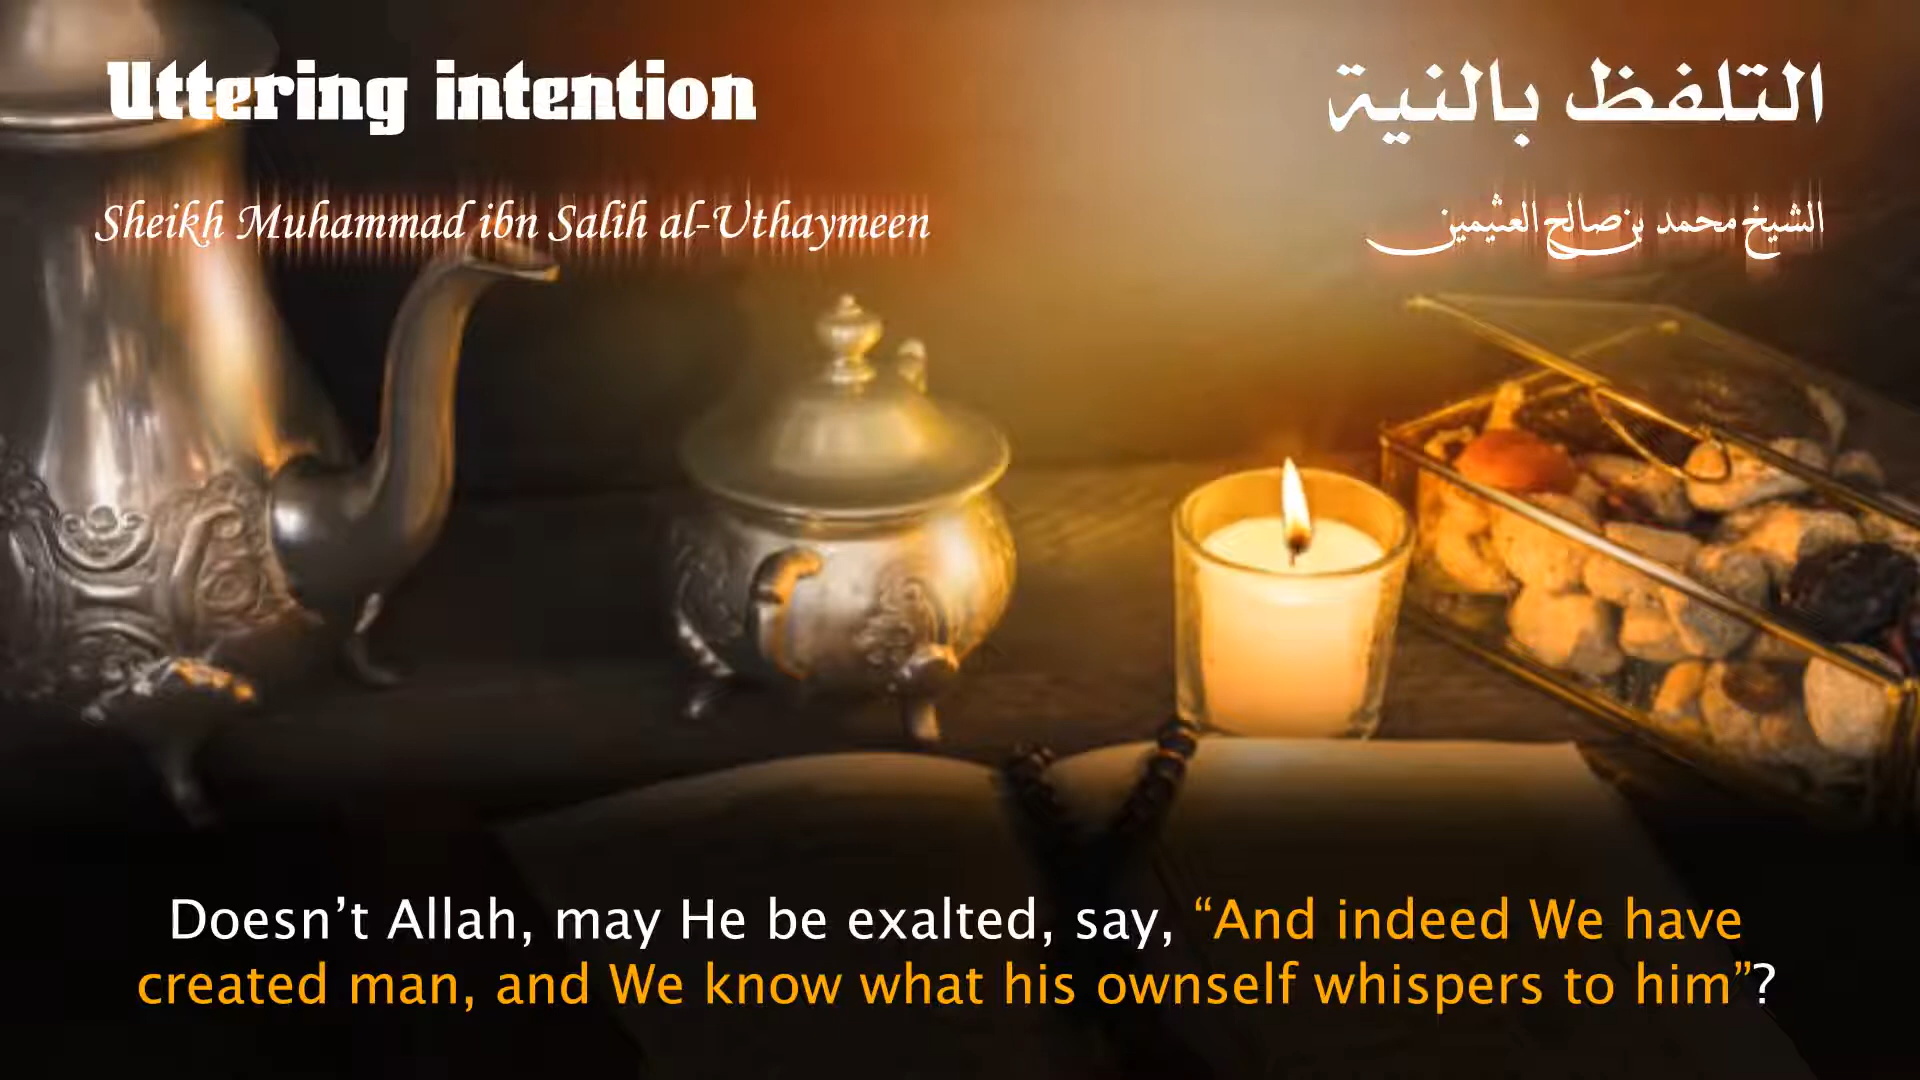 Uttering intention
التلفظ بالنية
Sheikh Muhammad ibn Salih al-Uthaymeen
الشيخ محمد بن صالح العثيمين
Doesn’t Allah, may He be exalted, say, “And indeed We have
created man, and We know what his ownself whispers to him”?